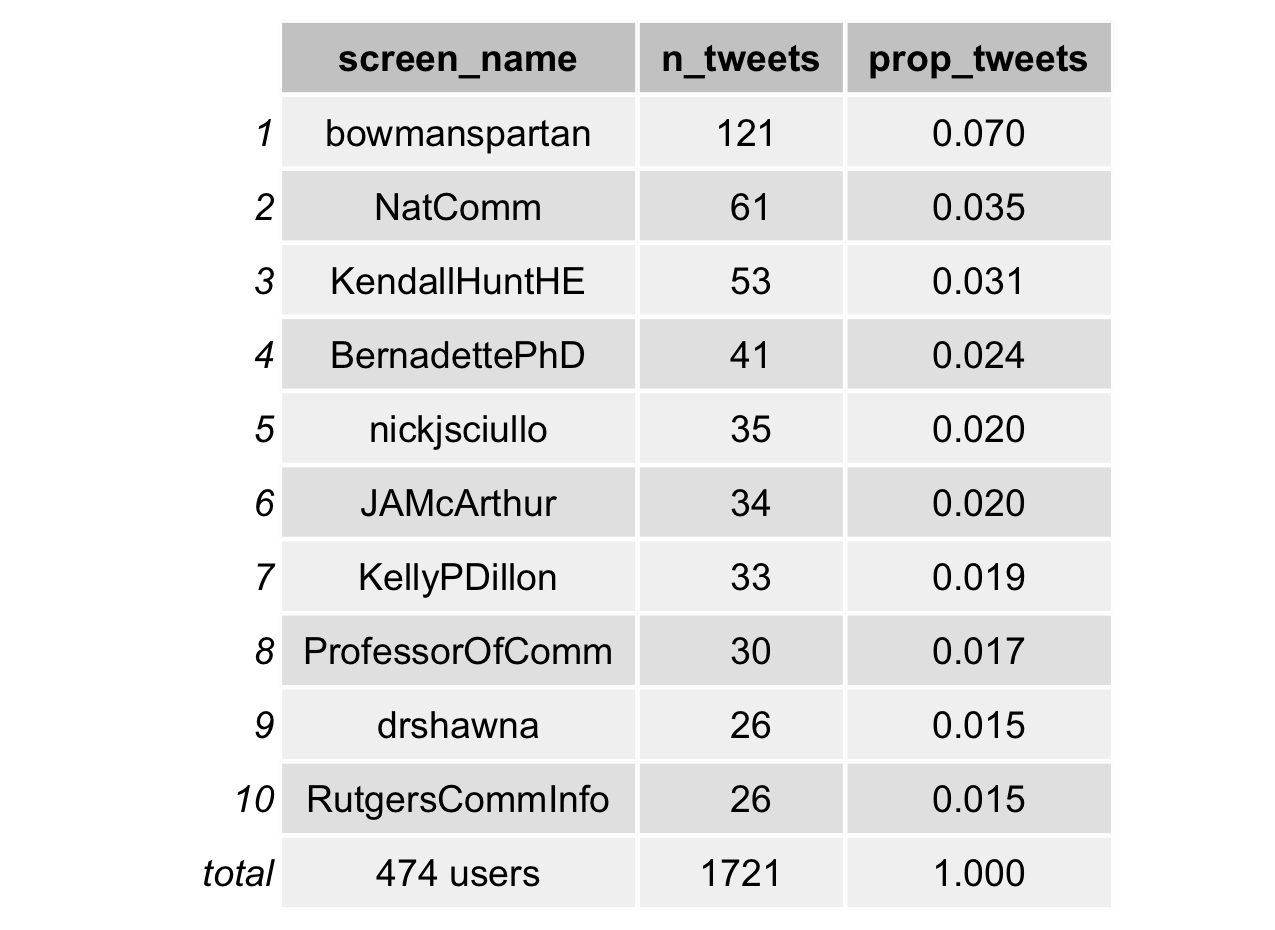 screen_name n_tweets prop_tweets
1 bowmanspartan 121 0.070
2 NatComm 61 0.035
3 KendallHuntHE 53 0.031
4 BernadettePhD 41 0.024
5 nickjsciullo 35 0.020
6 JAMcArthur 34 0.020
7 KellyPDillon 33 0.019
8 ProfessorOfComm 30 0.017
9 drshawna 26 0.015
10 RutgersCommInfo 26 0.015
total 474 users 1721 1.000